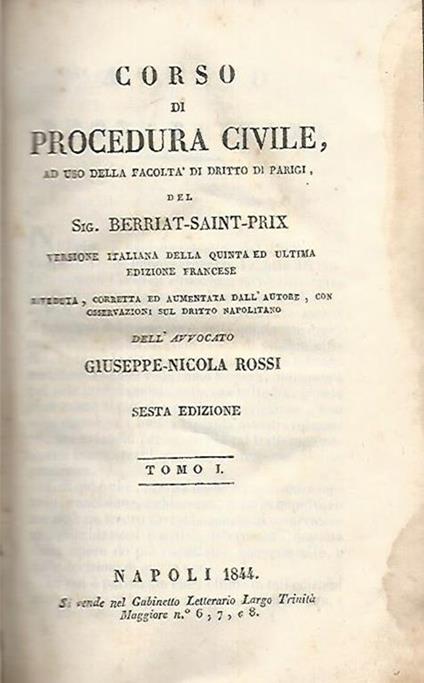 CORSO
DI
PROCEDURA CIVILE,
AD USO DELLA FACOLTA' DI DRITTO DI PARIGI,
DEL
SIG. BERRIAT-SAINT-PRIX
VERSIONE ITALIANA DELLA QUINTA ED ULTIMA
EDIZIONE FRANCESE
RIVEDUTA, CORRETTA ED AUMENTATA DALL'AUTORE, CON
OSSERVAZIONI SUL DRITTO NAPOLITANO
DELL'AVVOCATO
GIUSEPPE-NICOLA ROSSI
SESTA EDIZIONE
TOMO I.
NAPOLI 1844.
Si vende nel Gabinetto Letterario Largo Trinità
Maggiore n.° 6, 7, e 8.